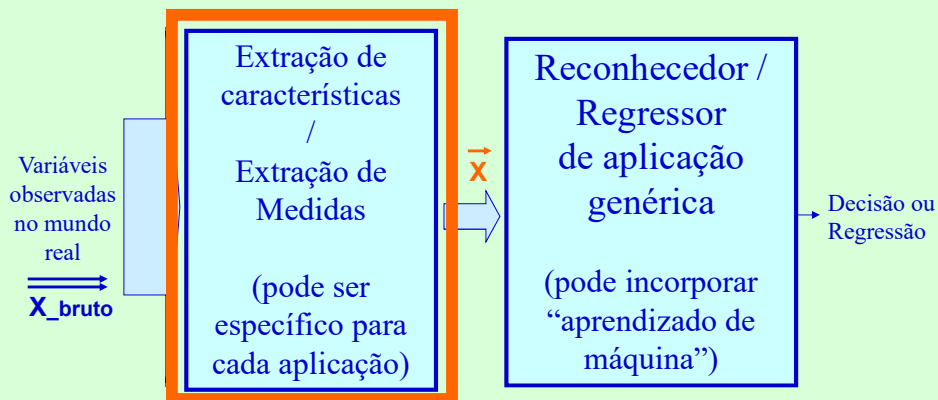 Variáveis
observadas
no mundo
real
X_bruto
Extração de
características
/
Extração de
Medidas
(pode ser
específico para
cada aplicação)
X
Reconhecedor /
Regressor
de aplicação
genérica
(pode incorporar
“aprendizado de
máquina”)
Decisão ou
Regressão